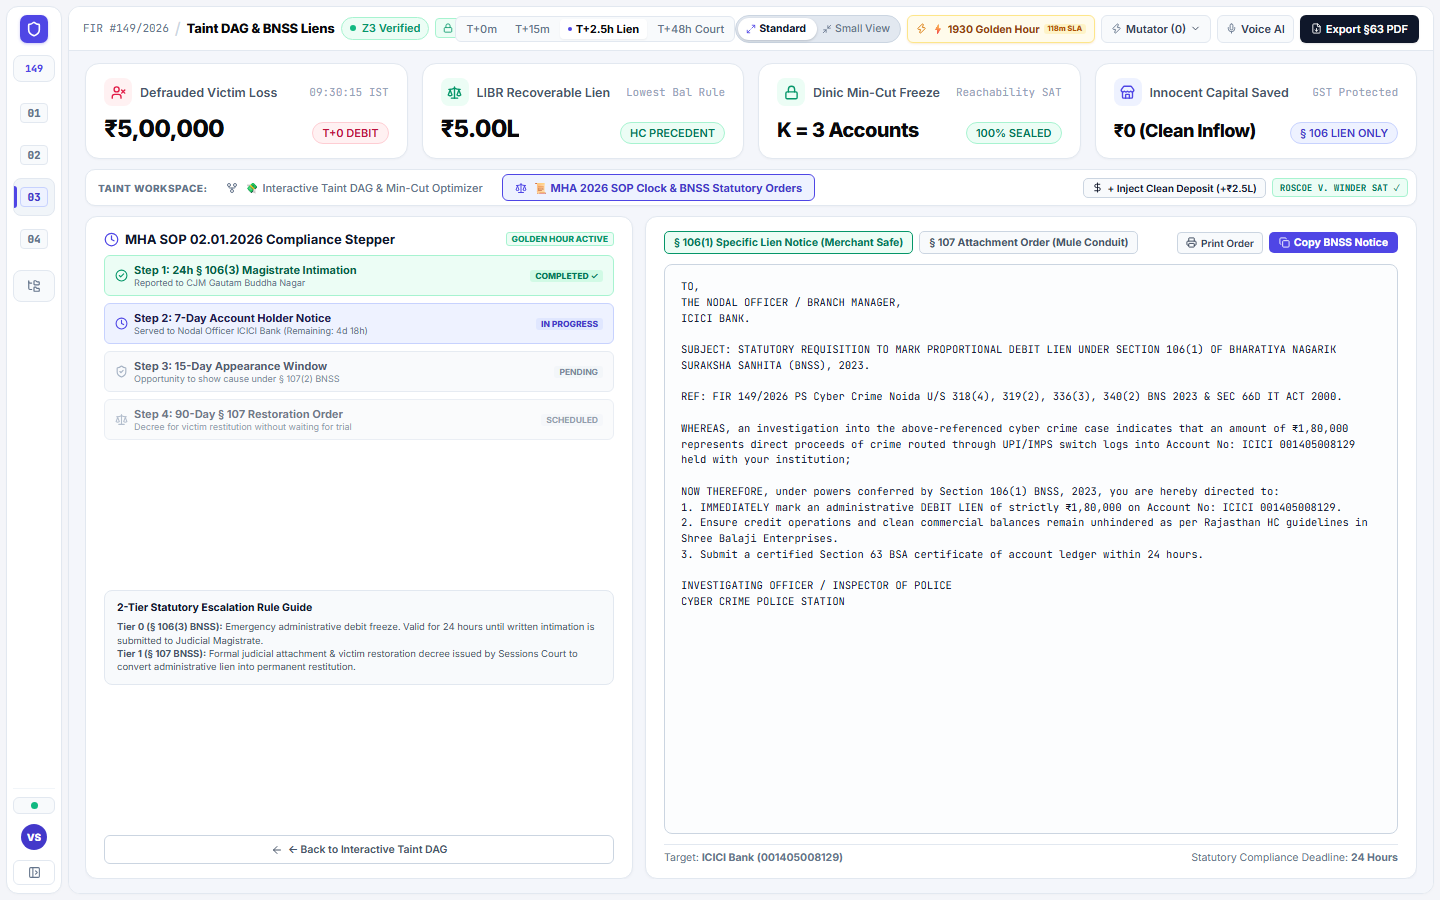 FIR #149/2026 / Taint DAG & BNSS Liens
Z3 Verified
T+0m
T+15m
T+2.5h Lien
T+48h Court
Standard
Small View
1930 Golden Hour 118m SLA
Mutator (0)
Voice AI
Export §63 PDF
149
01
02
03
04
VS
Defrauded Victim Loss
09:30:15 IST
₹5,00,000
T+0 DEBIT
LIBR Recoverable Lien
Lowest Bal Rule
₹5.00L
HC PRECEDENT
Dinic Min-Cut Freeze
Reachability SAT
K = 3 Accounts
100% SEALED
Innocent Capital Saved
GST Protected
₹0 (Clean Inflow)
§ 106 LIEN ONLY
TAINT WORKSPACE:
💸 Interactive Taint DAG & Min-Cut Optimizer
📜 MHA 2026 SOP Clock & BNSS Statutory Orders
+ Inject Clean Deposit (+₹2.5L)
ROSCOE V. WINDER SAT ✓
MHA SOP 02.01.2026 Compliance Stepper
GOLDEN HOUR ACTIVE
Step 1: 24h § 106(3) Magistrate Intimation
Reported to CJM Gautam Buddha Nagar
COMPLETED ✓
Step 2: 7-Day Account Holder Notice
Served to Nodal Officer ICICI Bank (Remaining: 4d 18h)
IN PROGRESS
Step 3: 15-Day Appearance Window
Opportunity to show cause under § 107(2) BNSS
PENDING
Step 4: 90-Day § 107 Restoration Order
Decree for victim restitution without waiting for trial
SCHEDULED
2-Tier Statutory Escalation Rule Guide
Tier 0 (§ 106(3) BNSS): Emergency administrative debit freeze. Valid for 24 hours until written intimation is
submitted to Judicial Magistrate.
Tier 1 (§ 107 BNSS): Formal judicial attachment & victim restoration decree issued by Sessions Court to
convert administrative lien into permanent restitution.
← ← Back to Interactive Taint DAG
§ 106(1) Specific Lien Notice (Merchant Safe)
§ 107 Attachment Order (Mule Conduit)
Print Order
Copy BNSS Notice
TO,
THE NODAL OFFICER / BRANCH MANAGER,
ICICI BANK.
SUBJECT: STATUTORY REQUISITION TO MARK PROPORTIONAL DEBIT LIEN UNDER SECTION 106(1) OF BHARATIYA NAGARIK
SURAKSHA SANHITA (BNSS), 2023.
REF: FIR 149/2026 PS Cyber Crime Noida U/S 318(4), 319(2), 336(3), 340(2) BNS 2023 & SEC 66D IT ACT 2000.
WHEREAS, an investigation into the above-referenced cyber crime case indicates that an amount of ₹1,80,000
represents direct proceeds of crime routed through UPI/IMPS switch logs into Account No: ICICI 001405008129
held with your institution;
NOW THEREFORE, under powers conferred by Section 106(1) BNSS, 2023, you are hereby directed to:
1. IMMEDIATELY mark an administrative DEBIT LIEN of strictly ₹1,80,000 on Account No: ICICI 001405008129.
2. Ensure credit operations and clean commercial balances remain unhindered as per Rajasthan HC guidelines in
Shree Balaji Enterprises.
3. Submit a certified Section 63 BSA certificate of account ledger within 24 hours.
INVESTIGATING OFFICER / INSPECTOR OF POLICE
CYBER CRIME POLICE STATION
Target: ICICI Bank (001405008129)
Statutory Compliance Deadline: 24 Hours